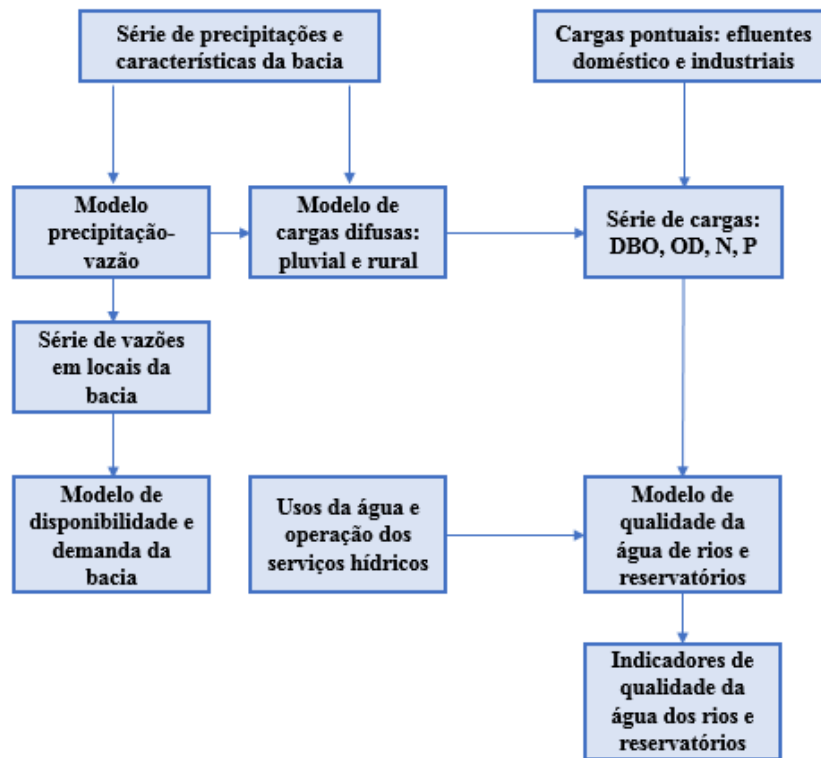 Série de precipitações e
características da bacia
Cargas pontuais: efluentes
doméstico e industriais
Modelo
precipitação-
vazão
Modelo de
cargas difusas:
pluvial e rural
Série de cargas:
DBO, OD, N, P
Série de vazões
em locais da
bacia
Modelo de
disponibilidade e
demanda da
bacia
Usos da água e
operação dos
serviços hídricos
Modelo de
qualidade da
água de rios e
reservatórios
Indicadores de
qualidade da
água dos rios e
reservatórios